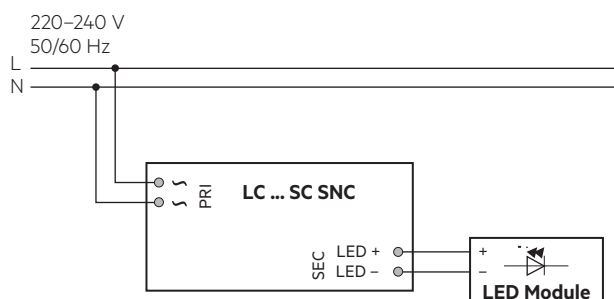 220–240 V
50/60 Hz
L
N
~
~
PRI
LC ... SC SNC
SEC
LED +
LED –
+
–
LED Module